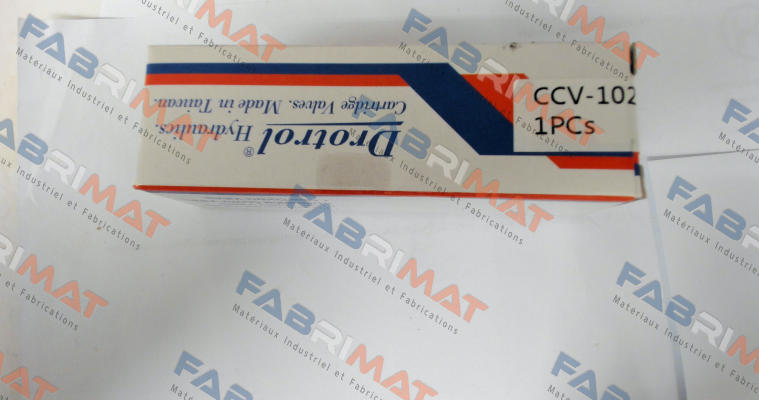 CCV-102
1PCs
Drotrol® Hydraulics.
Cartridge Valves. Made in Taiwan.
FABRIMAT
Matériaux Industriel et Fabrications